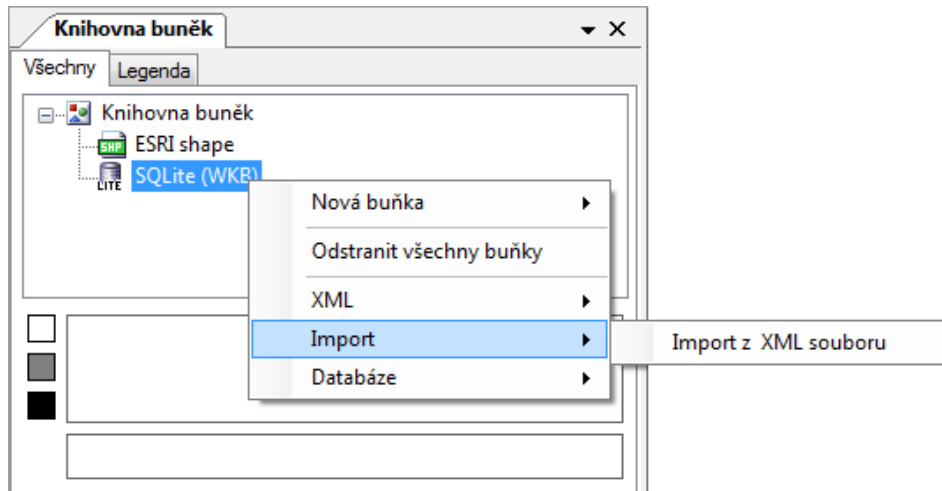 Knihovna buněk
Všechny
Legenda
Knihovna buněk
SHP
ESRI shape
LITE
SQLite (WKB)
Nová buňka
Odstranit všechny buňky
XML
Import
Import z XML souboru
Databáze